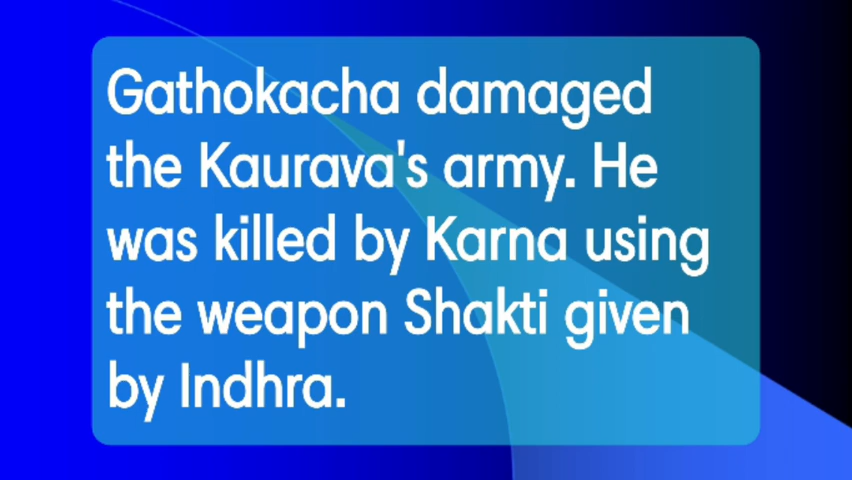 Gathokacha damaged
the Kaurava's army. He
was killed by Karna using
the weapon Shakti given
by Indhra.